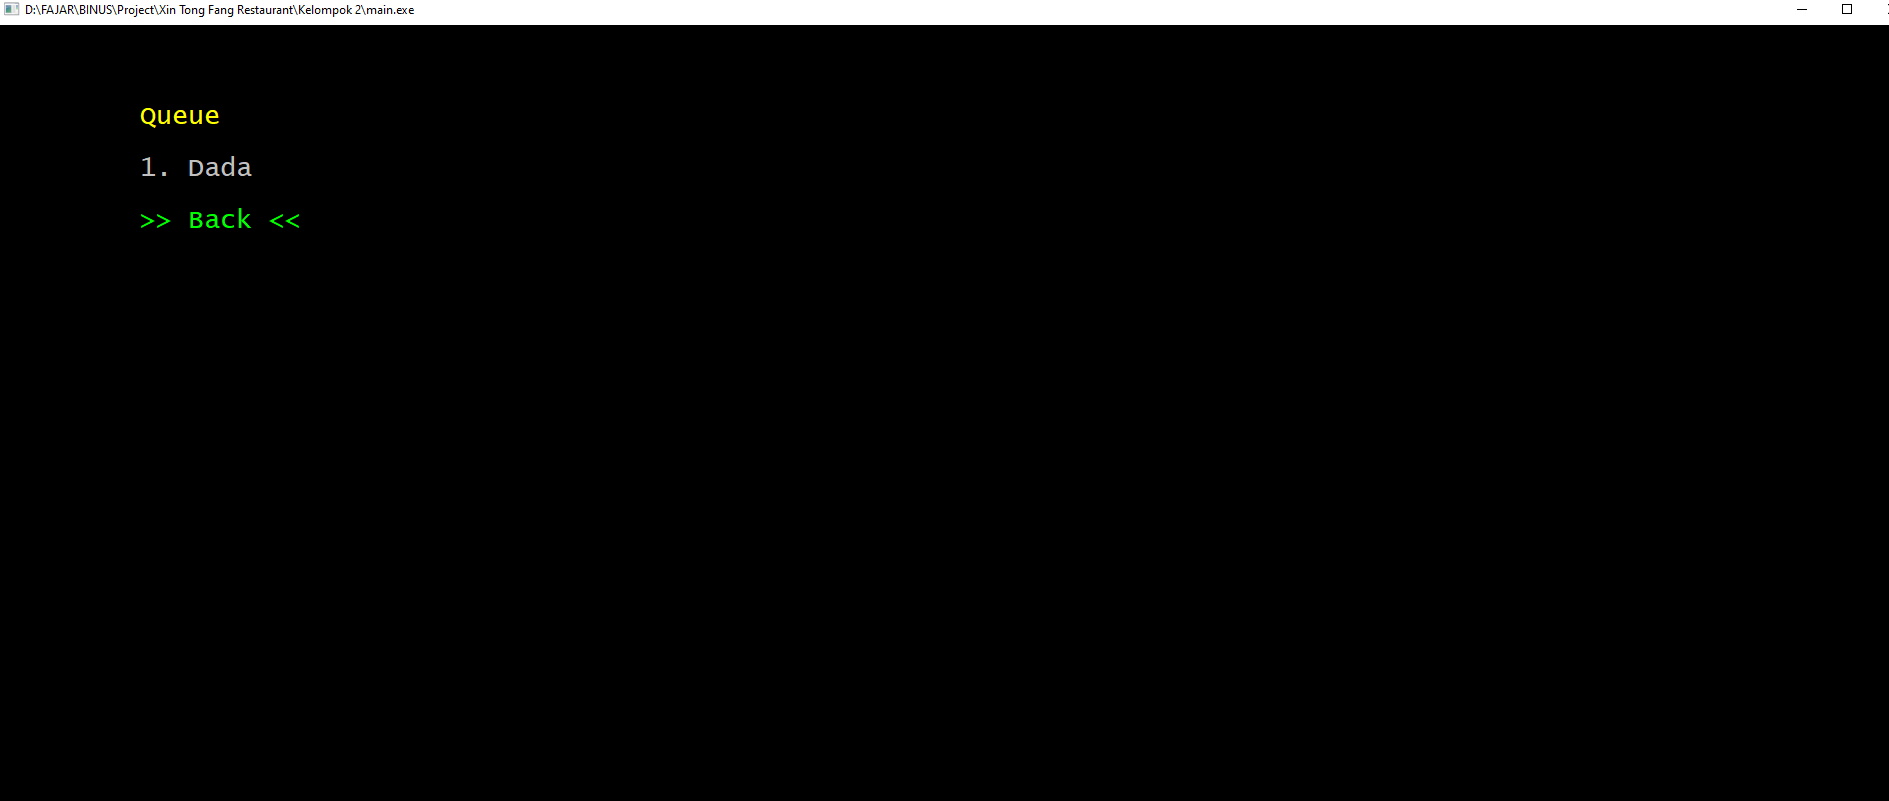 D:\FAJAR\BINUS\Project\Xin Tong Fang Restaurant\Kelompok 2\main.exe
Queue
1. Dada
>> Back <<